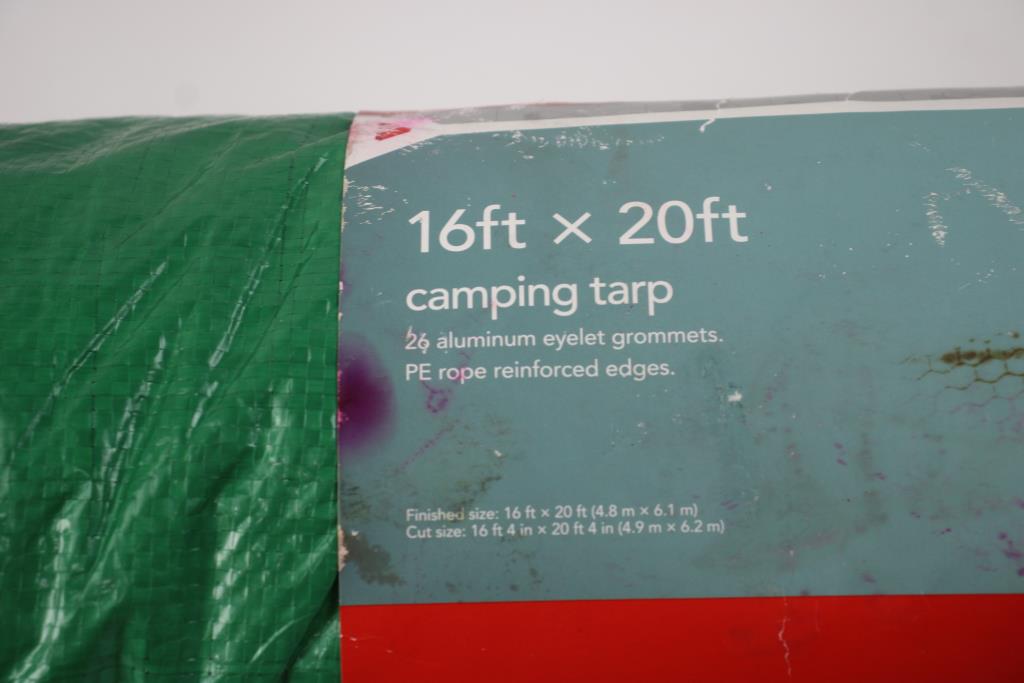 16ft × 20ft
camping tarp
26 aluminum eyelet grommets.
PE rope reinforced edges.
Finished size: 16 ft × 20 ft (4.8 m × 6.1 m)
Cut size: 16 ft 4 in × 20 ft 4 in (4.9 m × 6.2 m)